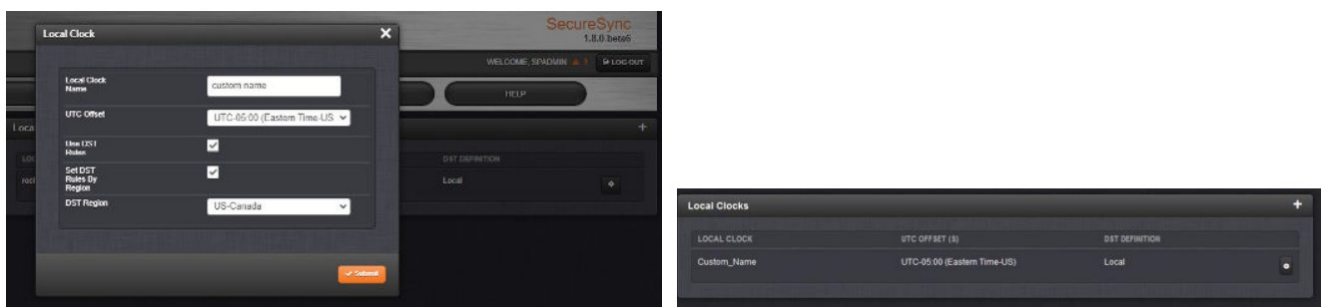 Local Clock
SecureSync
1.8.0 beta6
WELCOME, SPADMIN
LOG OUT
Local Clock
Name
custom name
HELP
UTC Offset
UTC-05:00 (Eastern Time-US
Loca
Use DST
Rules
LOC
DST DEFINITION
Set DST
Rules By
Region
Local
DST Region
US-Canada
Submit
Local Clocks
LOCAL CLOCK UTC OFFSET (S) DST DEFINITION
Custom_Name UTC-05:00 (Eastern Time-US) Local